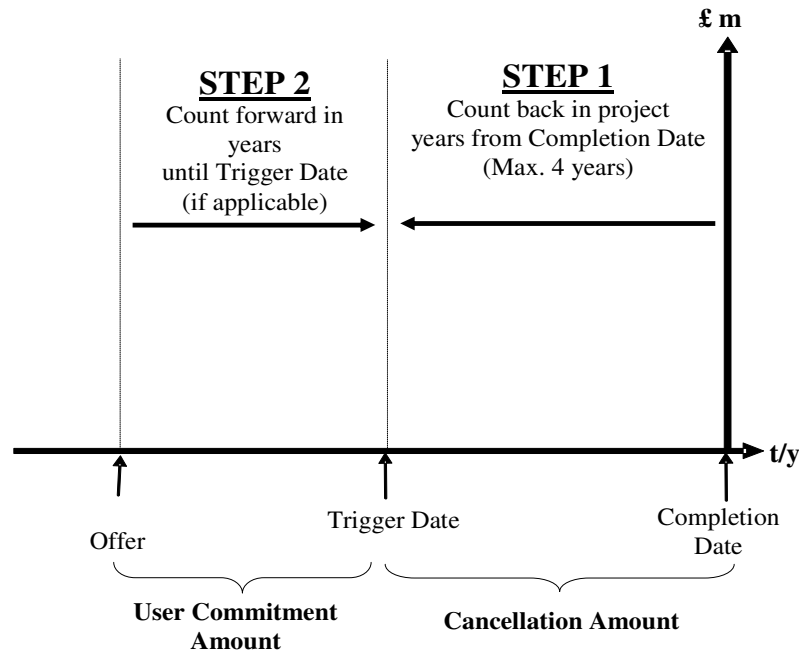 £ m
STEP 2
Count forward in
years
until Trigger Date
(if applicable)
STEP 1
Count back in project
years from Completion Date
(Max. 4 years)
t/y
Offer
Trigger Date
Completion
Date
User Commitment
Amount
Cancellation Amount